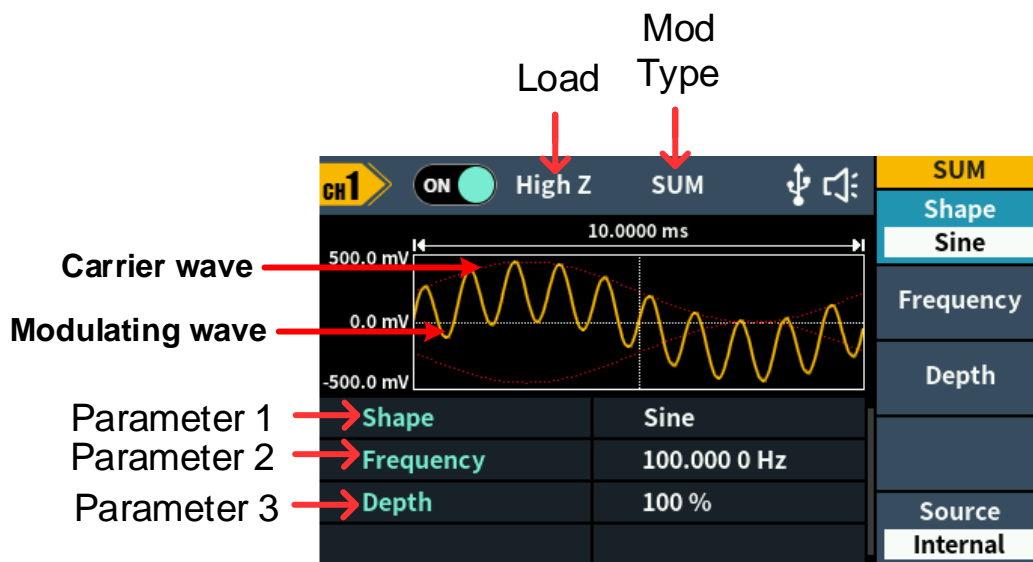 Mod
Type
Load
CH1 ON High Z SUM
SUM
Shape
Sine
Frequency
Depth
Source
Internal
10.0000 ms
500.0 mV
0.0 mV
-500.0 mV
Carrier wave
Modulating wave
Parameter 1
Shape Sine
Parameter 2
Frequency 100.000 0 Hz
Parameter 3
Depth 100 %